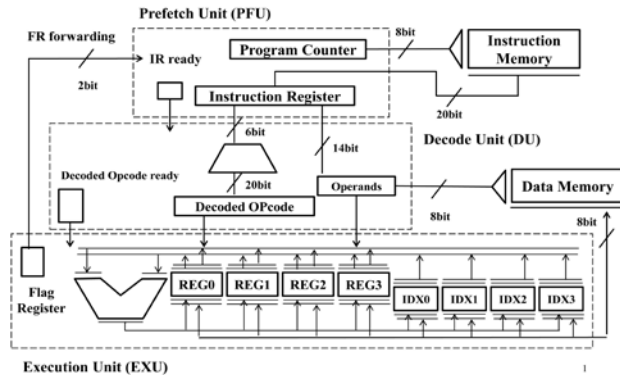 Prefetch Unit (PFU)
FR forwarding
8bit
Program Counter
Instruction
Memory
IR ready
2bit
Instruction Register
20bit
6bit
14bit
Decode Unit (DU)
Decoded Opcode ready
20bit
Operands
Data Memory
Decoded OPcode
8bit
8bit
Flag
Register
REG0
REG1
REG2
REG3
IDX0
IDX1
IDX2
IDX3
Execution Unit (EXU)
1